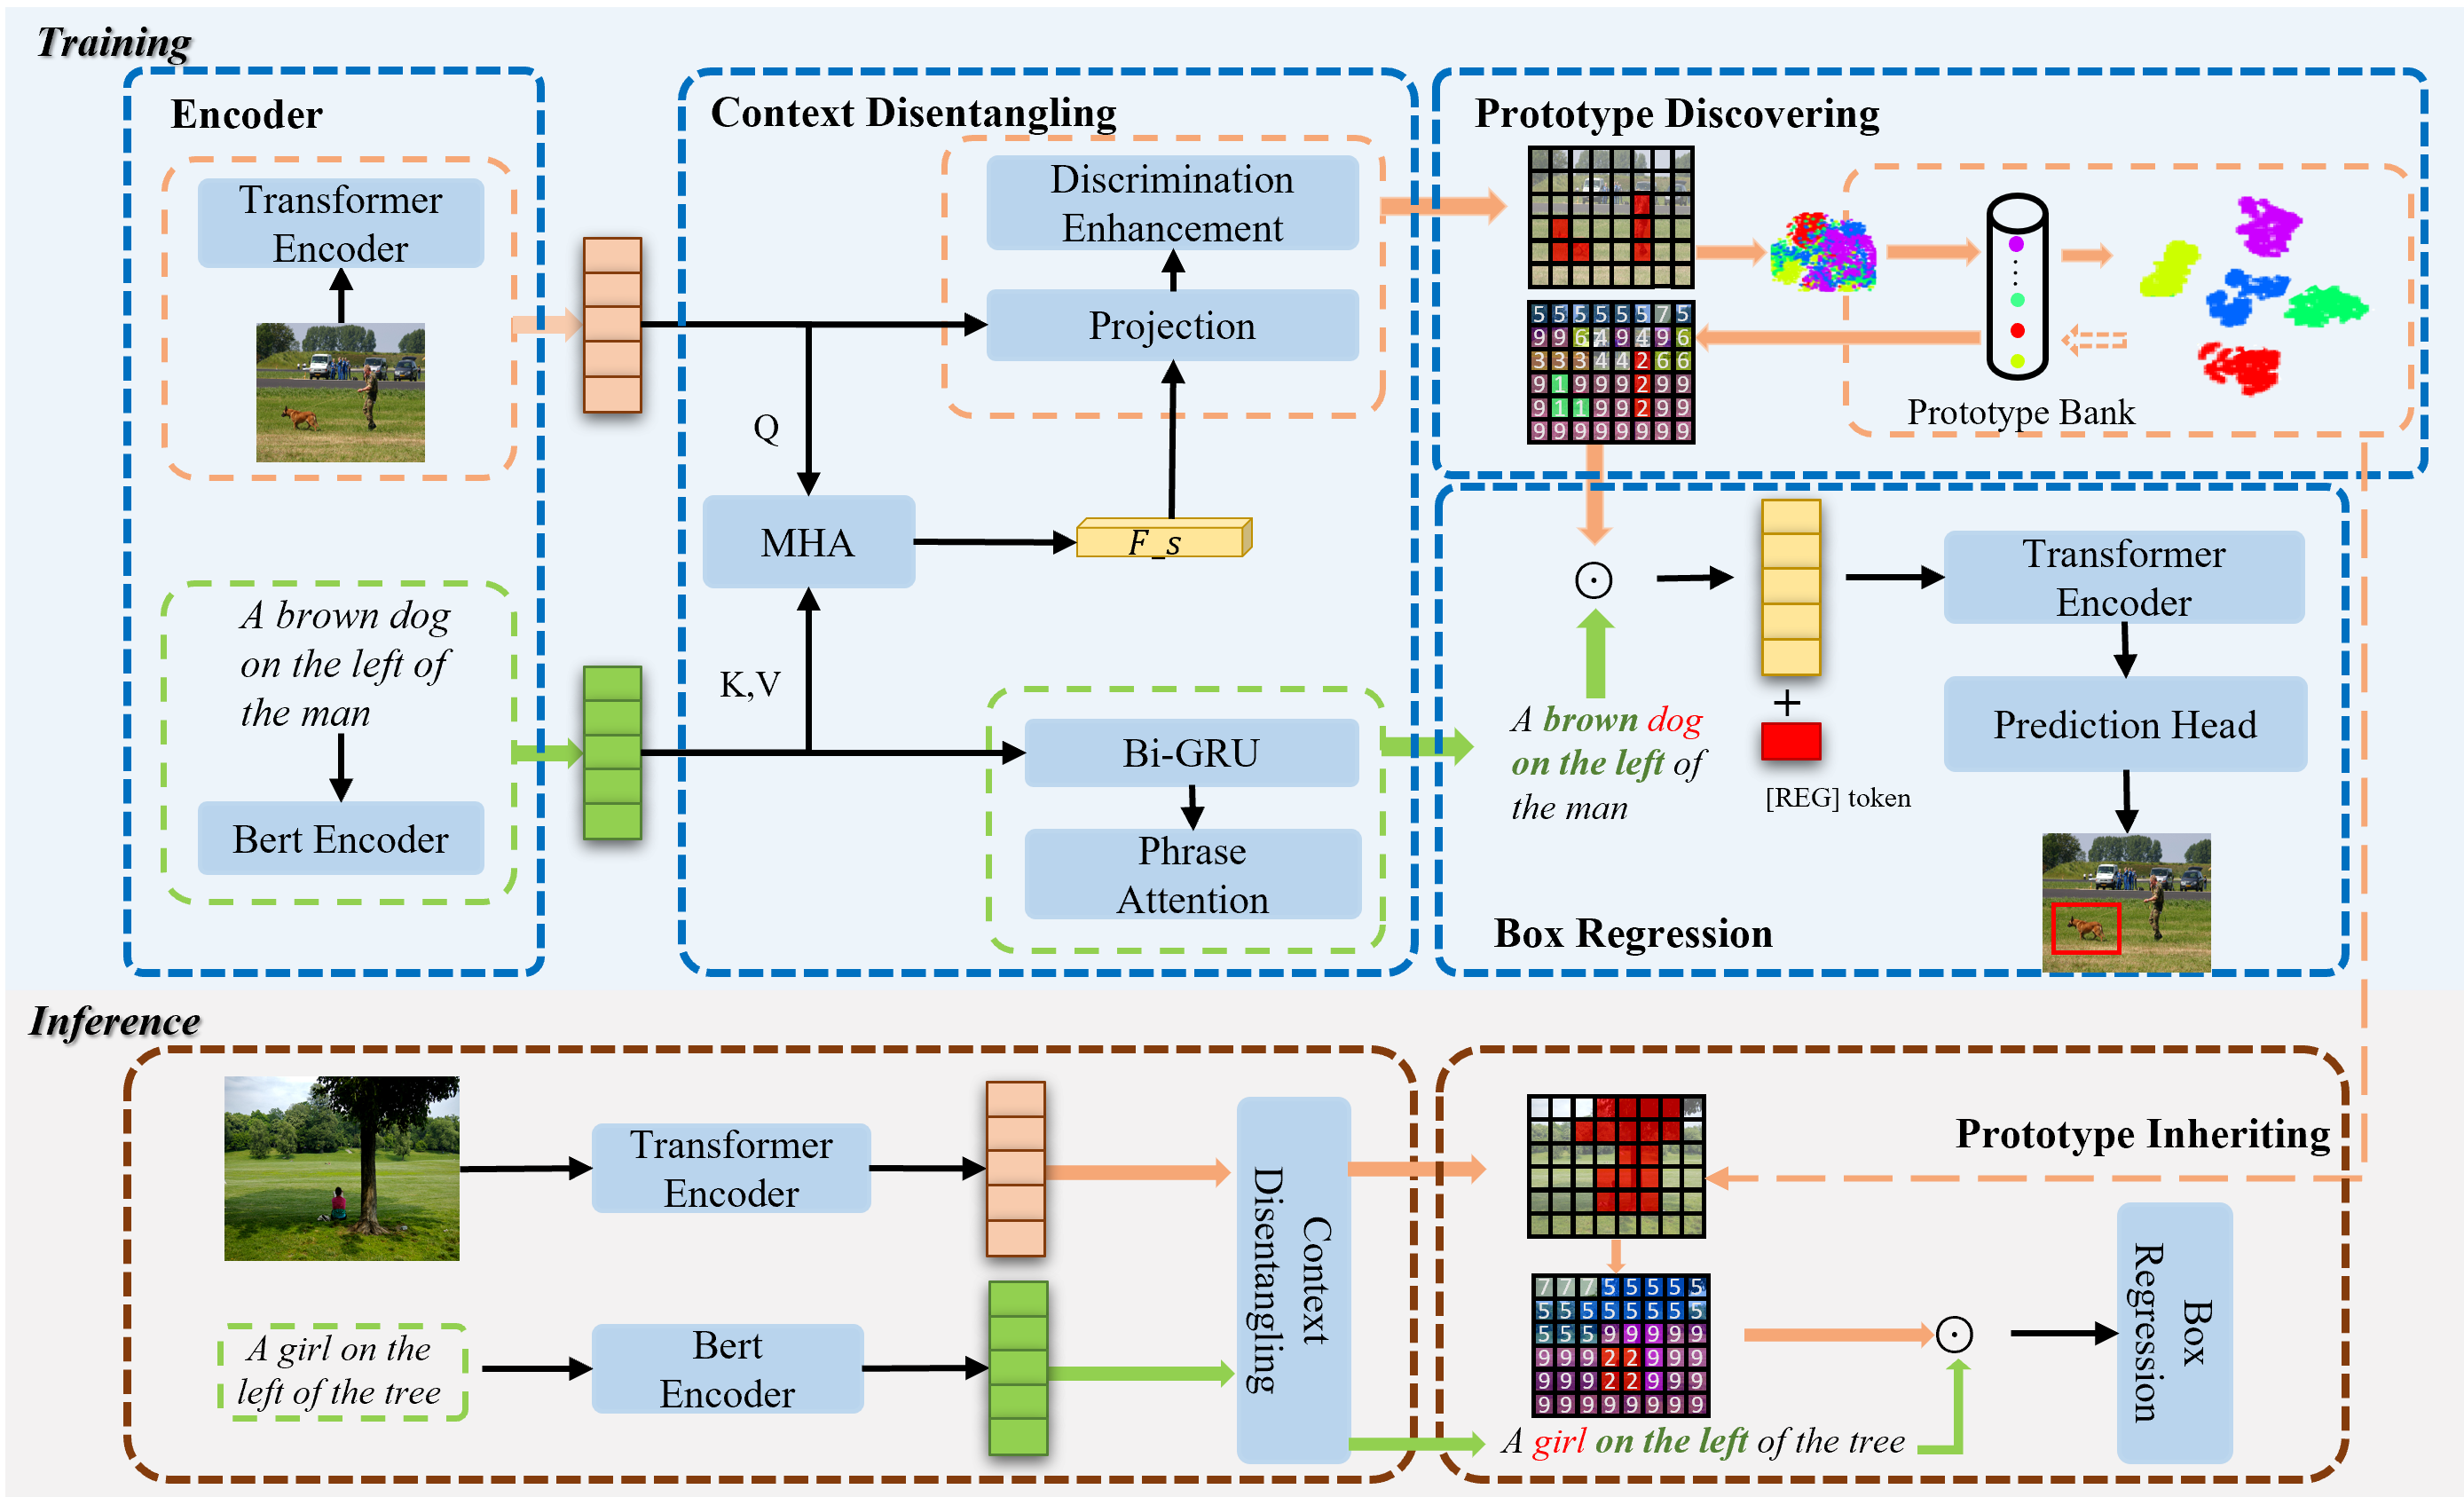 Training
Encoder
Transformer
Encoder
A brown dog
on the left of
the man
Bert Encoder
Context Disentangling
Discrimination
Enhancement
Projection
Q
MHA
F_s
K,V
Bi-GRU
Phrase
Attention
Prototype Discovering
5 5 5 5 5 5 7 5
9 9 6 4 9 4 9 6
3 3 3 4 4 2 6 6
9 1 9 9 9 2 9 9
9 1 1 9 9 2 9 9
9 9 9 9 9 9 9 9
Prototype Bank
A brown dog
on the left of
the man
+
[REG] token
Transformer
Encoder
Prediction Head
Box Regression
Inference
Transformer
Encoder
A girl on the
left of the tree
Bert
Encoder
Context
Disentangling
Prototype Inheriting
7 7 7 5 5 5 5 5
5 5 5 5 5 5 5 5
5 5 5 9 9 9 9 9
9 9 9 2 2 9 9 9
9 9 9 2 2 9 9 9
9 9 9 9 9 9 9 9
A girl on the left of the tree
Box
Regression